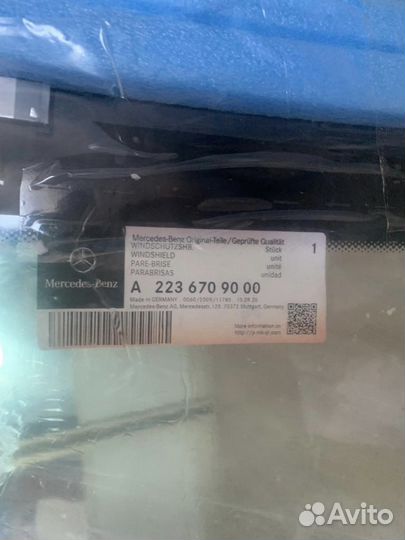 Mercedes-Benz
Mercedes-Benz Original-Teile/Geprüfte Qualität
WINDSCHUTZSHB. Stück 1
WINDSHIELD unit
PARE-BRISE unité
PARABRISAS unidad
A 223 670 90 00
Made in GERMANY
Mercedes-Benz AG, Mercedesstr. 120, 70372 Stuttgart, Germany
More information on
Avito